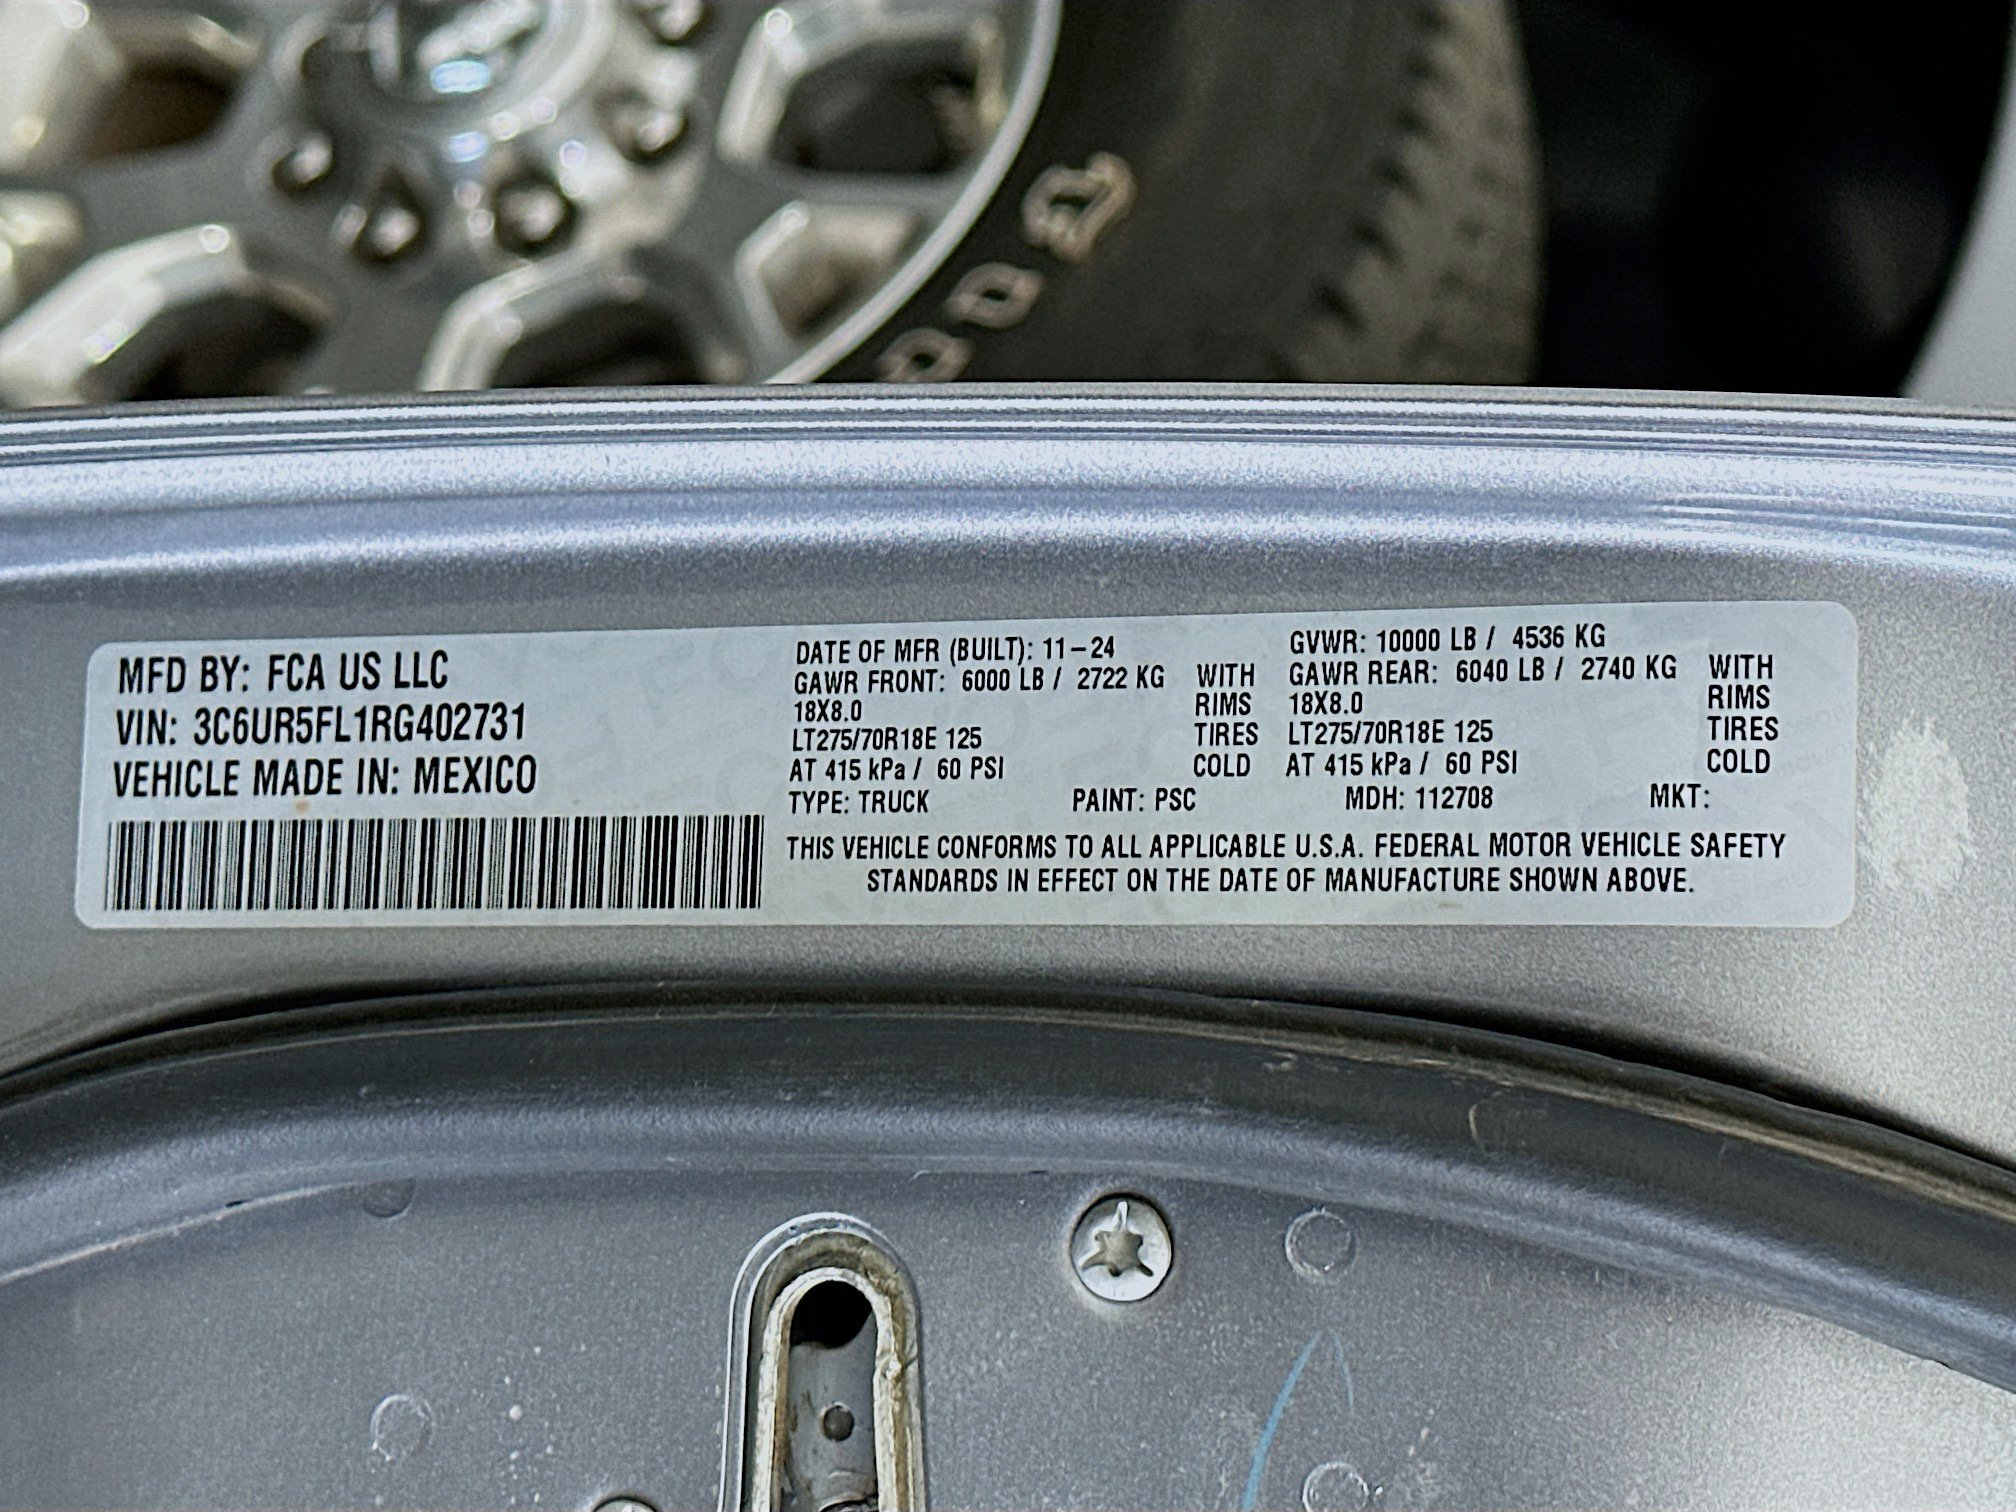 MFD BY: FCA US LLC
VIN: 3C6UR5FL1RG402731
VEHICLE MADE IN: MEXICO
DATE OF MFR (BUILT): 11-24 GVWR: 10000 LB / 4536 KG
GAWR FRONT: 6000 LB / 2722 KG WITH GAWR REAR: 6040 LB / 2740 KG WITH
18X8.0 RIMS 18X8.0 RIMS
LT275/70R18E 125 TIRES LT275/70R18E 125 TIRES
AT 415 kPa / 60 PSI COLD AT 415 kPa / 60 PSI COLD
TYPE: TRUCK PAINT: PSC MDH: 112708 MKT:
THIS VEHICLE CONFORMS TO ALL APPLICABLE U.S.A. FEDERAL MOTOR VEHICLE SAFETY
STANDARDS IN EFFECT ON THE DATE OF MANUFACTURE SHOWN ABOVE.